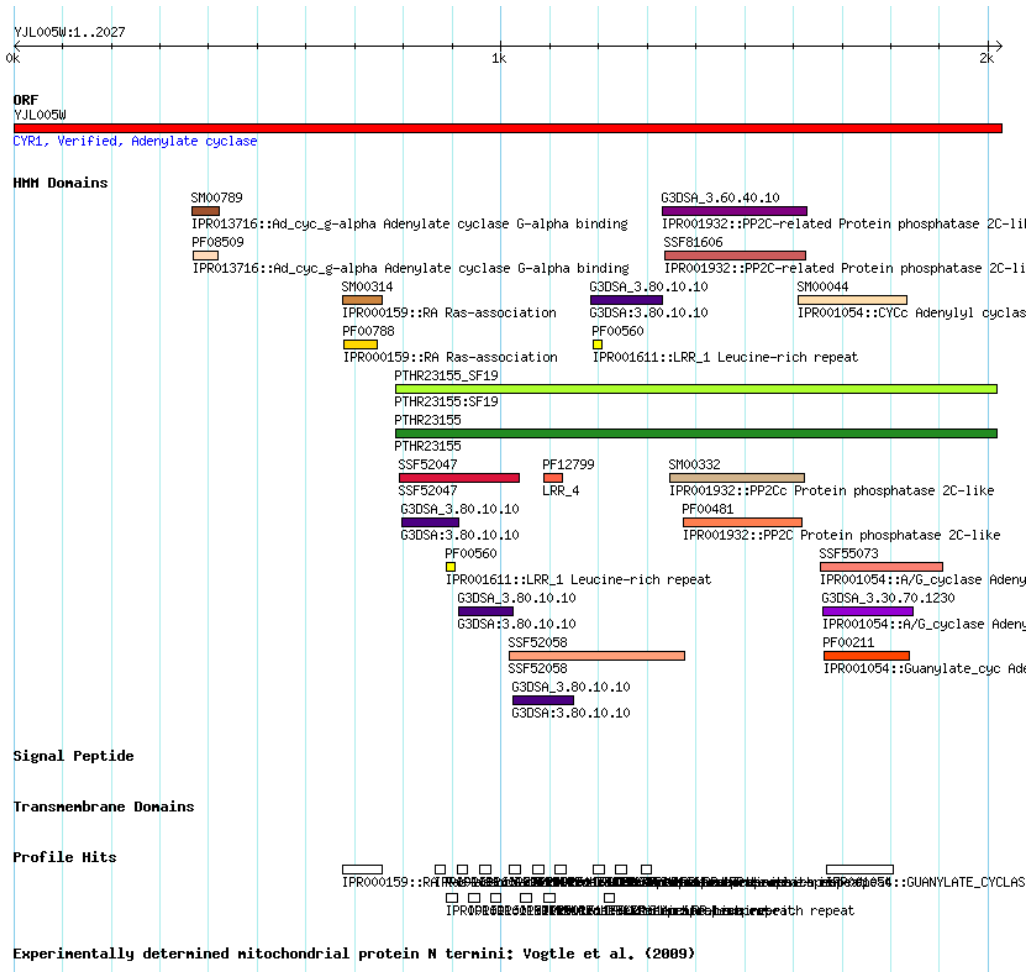 YJL005W:1..2027
0k 1k 2k
ORF
YJL005W
CYR1, Verified, Adenylate cyclase
HMM Domains
SM00789 G3DSA_3.60.40.10
IPR013716::Ad_cyc_g-alpha Adenylate cyclase G-alpha binding IPR001932::PP2C-related Protein phosphatase 2C-li
PF08509 SSF81606
IPR013716::Ad_cyc_g-alpha Adenylate cyclase G-alpha binding IPR001932::PP2C-related Protein phosphatase 2C-li
SM00314 G3DSA_3.80.10.10 SM00044
IPR000159::RA Ras-association G3DSA:3.80.10.10 IPR001054::CYCc Adenylyl cyclas
PF00788 PF00560
IPR000159::RA Ras-association IPR001611::LRR_1 Leucine-rich repeat
PTHR23155_SF19
PTHR23155:SF19
PTHR23155
PTHR23155
SSF52047 PF12799 SM00332
SSF52047 LRR_4 IPR001932::PP2Cc Protein phosphatase 2C-like
G3DSA_3.80.10.10 PF00481
G3DSA:3.80.10.10 IPR001932::PP2C Protein phosphatase 2C-like
PF00560 SSF55073
IPR001611::LRR_1 Leucine-rich repeat IPR001054::A/G_cyclase Adeny
G3DSA_3.80.10.10 G3DSA_3.30.70.1230
G3DSA:3.80.10.10 IPR001054::A/G_cyclase Adeny
SSF52058 PF00211
SSF52058 IPR001054::Guanylate_cyc Ade
G3DSA_3.80.10.10
G3DSA:3.80.10.10
Signal Peptide
Transmembrane Domains
Profile Hits
IPR000159::RA IPR001054::GUANYLATE_CYCLAS
repeat
Experimentally determined mitochondrial protein N termini: Vogtle et al. (2009)